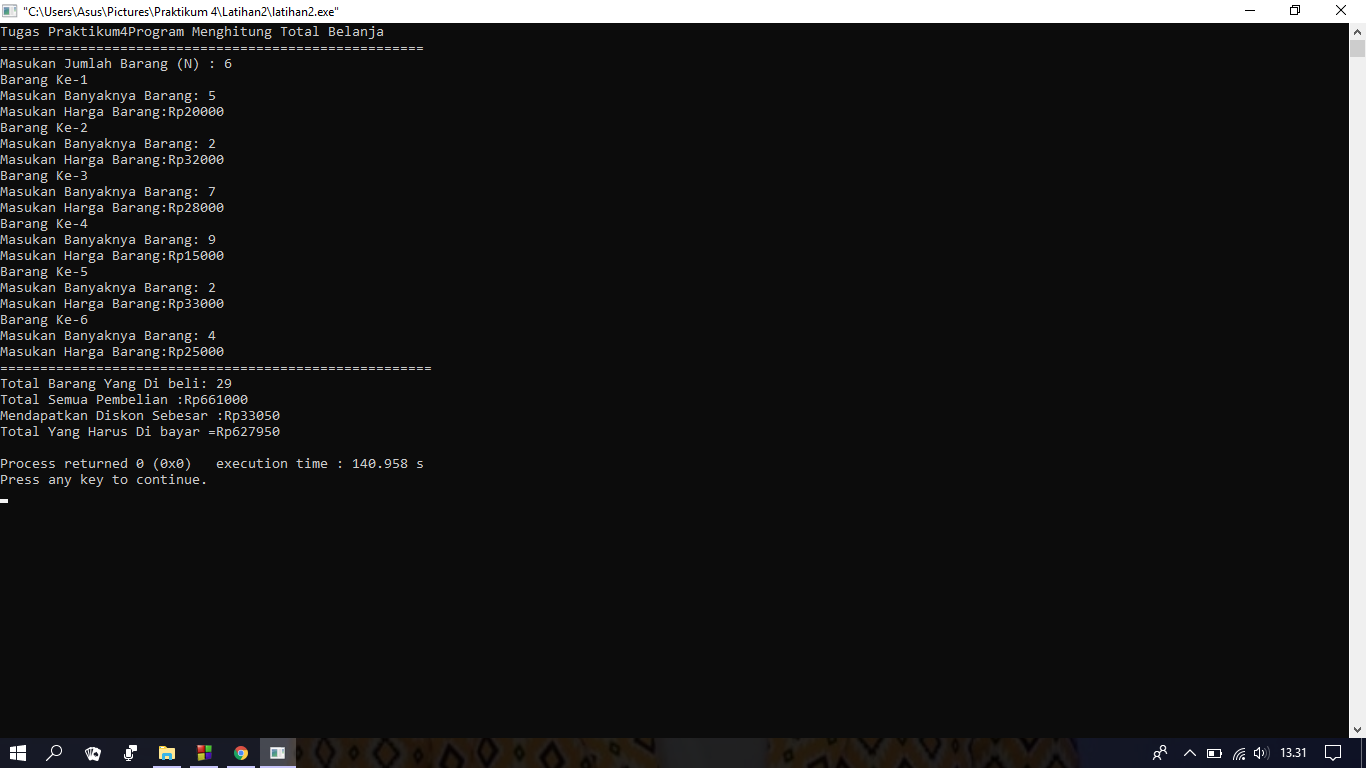 "C:\Users\Asus\Pictures\Praktikum 4\Latihan2\latihan2.exe"
Tugas Praktikum4Program Menghitung Total Belanja
=====================================================
Masukan Jumlah Barang (N) : 6
Barang Ke-1
Masukan Banyaknya Barang: 5
Masukan Harga Barang:Rp20000
Barang Ke-2
Masukan Banyaknya Barang: 2
Masukan Harga Barang:Rp32000
Barang Ke-3
Masukan Banyaknya Barang: 7
Masukan Harga Barang:Rp28000
Barang Ke-4
Masukan Banyaknya Barang: 9
Masukan Harga Barang:Rp15000
Barang Ke-5
Masukan Banyaknya Barang: 2
Masukan Harga Barang:Rp33000
Barang Ke-6
Masukan Banyaknya Barang: 4
Masukan Harga Barang:Rp25000
======================================================
Total Barang Yang Di beli: 29
Total Semua Pembelian :Rp661000
Mendapatkan Diskon Sebesar :Rp33050
Total Yang Harus Di bayar =Rp627950
Process returned 0 (0x0)   execution time : 140.958 s
Press any key to continue.
13.31